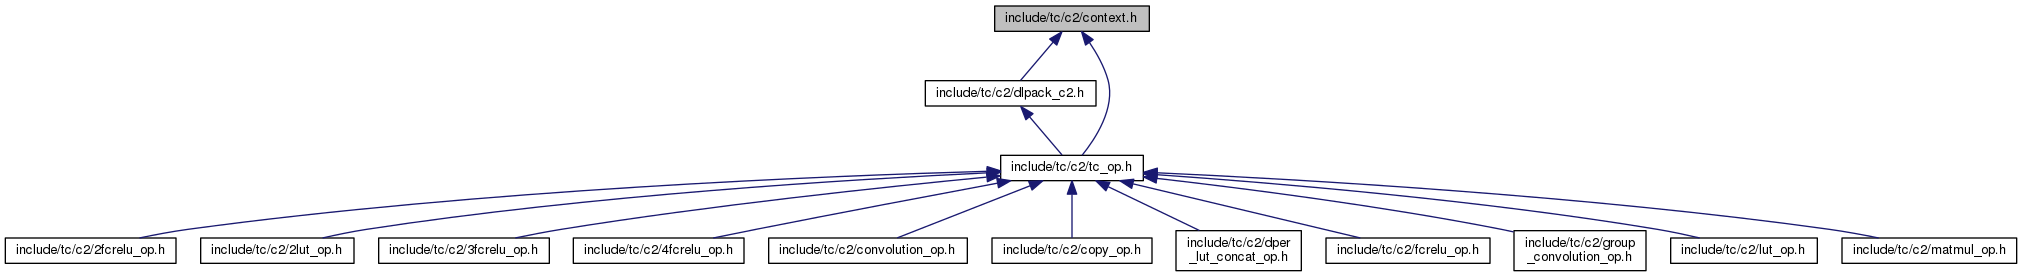 include/tc/c2/context.h
include/tc/c2/dlpack_c2.h
include/tc/c2/tc_op.h
include/tc/c2/2fcrelu_op.h
include/tc/c2/2lut_op.h
include/tc/c2/3fcrelu_op.h
include/tc/c2/4fcrelu_op.h
include/tc/c2/convolution_op.h
include/tc/c2/copy_op.h
include/tc/c2/dper
_lut_concat_op.h
include/tc/c2/fcrelu_op.h
include/tc/c2/group
_convolution_op.h
include/tc/c2/lut_op.h
include/tc/c2/matmul_op.h